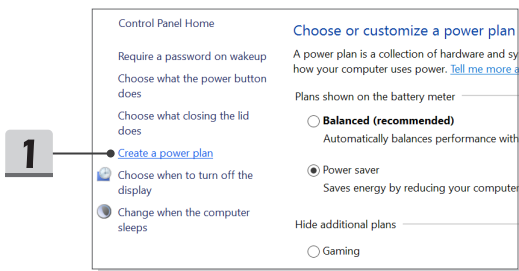 Control Panel Home
Require a password on wakeup
Choose what the power button
does
Choose what closing the lid
does
Create a power plan
Choose when to turn off the
display
Change when the computer
sleeps
1
Choose or customize a power plan
A power plan is a collection of hardware and sy
how your computer uses power. Tell me more a
Plans shown on the battery meter
Balanced (recommended)
Automatically balances performance with
Power saver
Saves energy by reducing your computer
Hide additional plans
Gaming